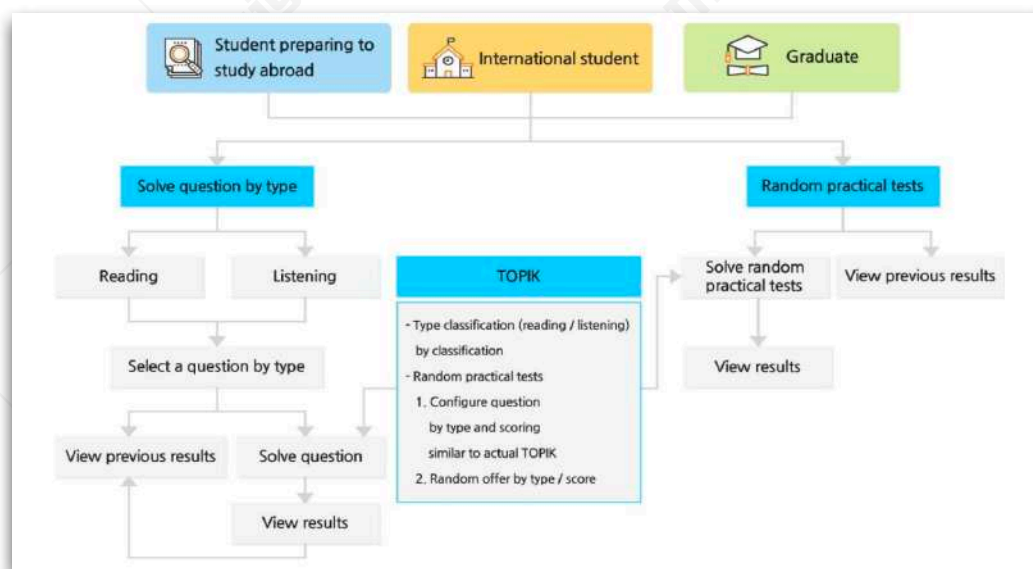 Student preparing to
study abroad
International student
Graduate
Solve question by type
Random practical tests
Reading
Listening
TOPIK
Solve random
practical tests
View previous results
- Type classification (reading / listening)
by classification
- Random practical tests
1. Configure question
by type and scoring
similar to actual TOPIK
2. Random offer by type / score
Select a question by type
View results
View previous results
Solve question
View results